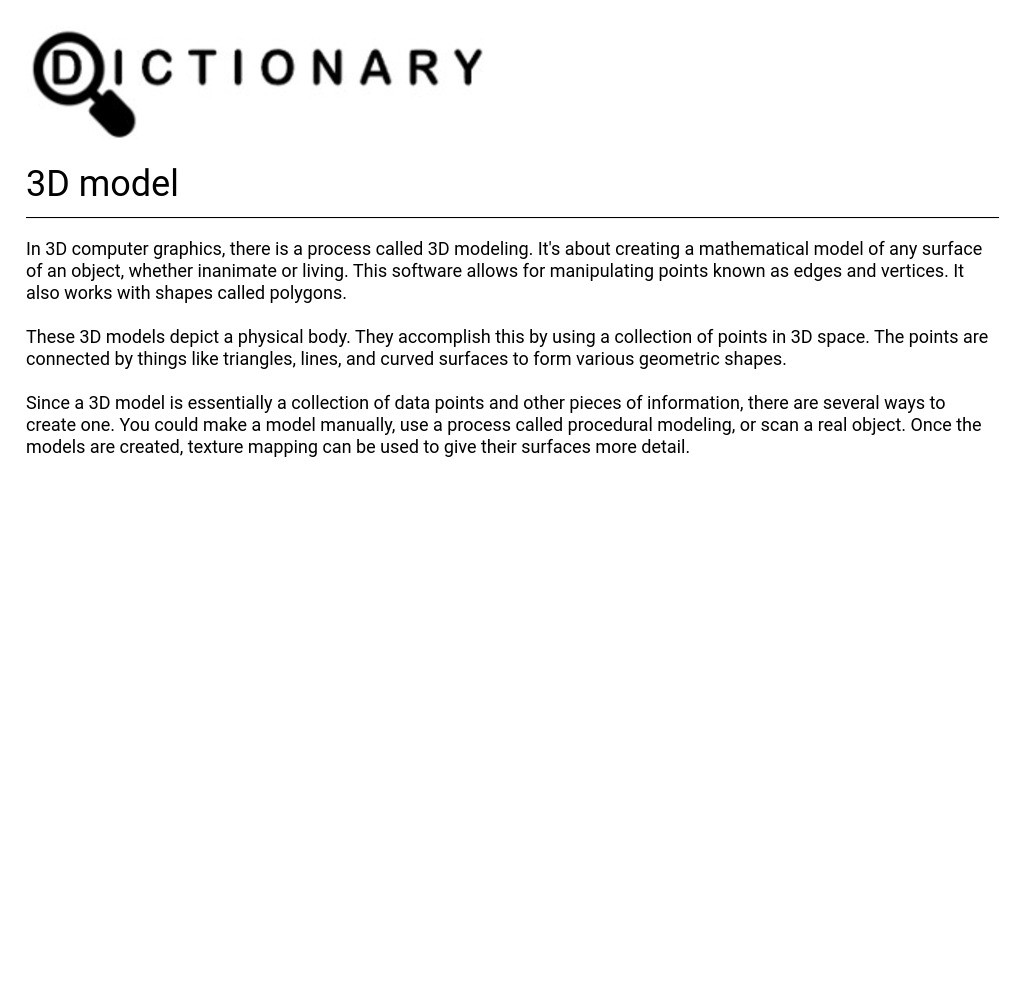 DICTIONARY
3D model
In 3D computer graphics, there is a process called 3D modeling. It's about creating a mathematical model of any surface
of an object, whether inanimate or living. This software allows for manipulating points known as edges and vertices. It
also works with shapes called polygons.
These 3D models depict a physical body. They accomplish this by using a collection of points in 3D space. The points are
connected by things like triangles, lines, and curved surfaces to form various geometric shapes.
Since a 3D model is essentially a collection of data points and other pieces of information, there are several ways to
create one. You could make a model manually, use a process called procedural modeling, or scan a real object. Once the
models are created, texture mapping can be used to give their surfaces more detail.